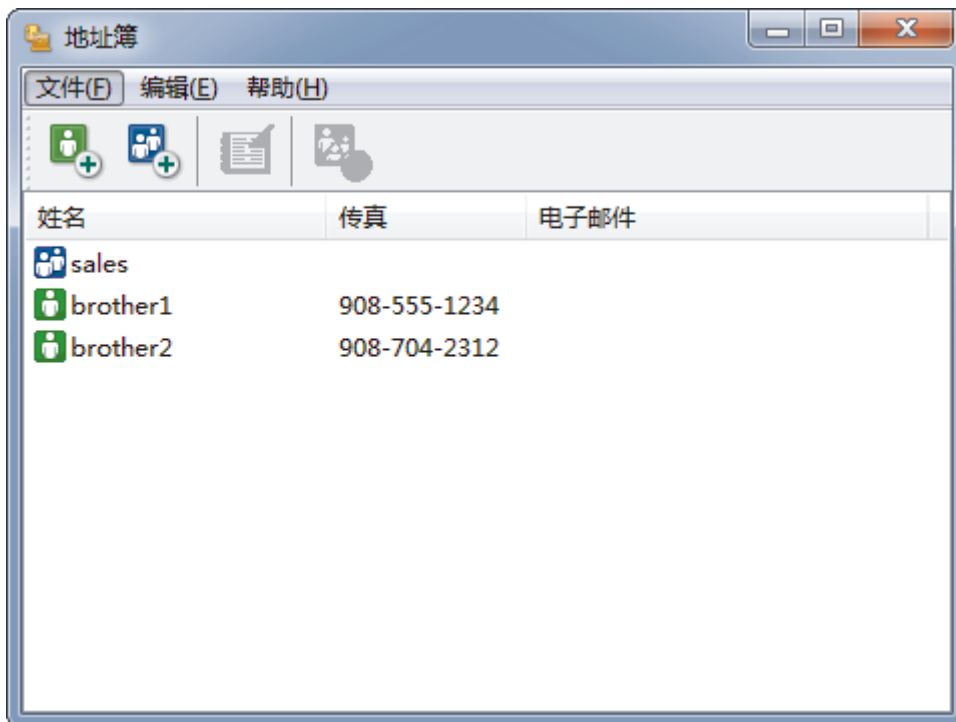 地址簿
文件(F) 编辑(E) 帮助(H)
姓名 传真 电子邮件
sales
brother1 908-555-1234
brother2 908-704-2312